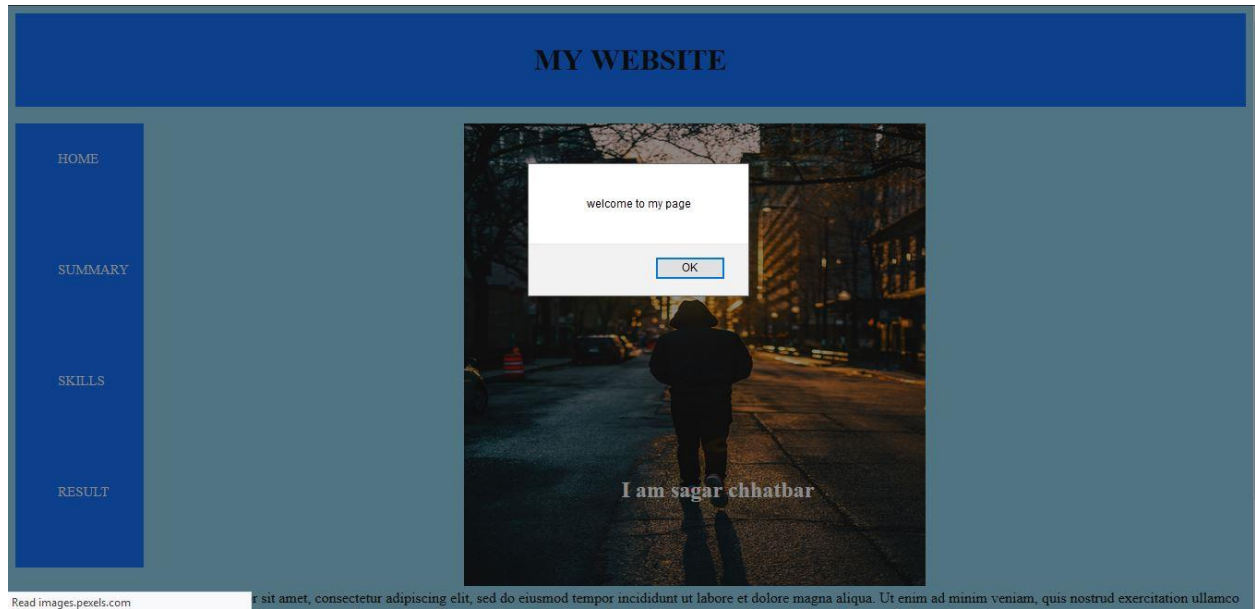 MY WEBSITE
HOME
SUMMARY
SKILLS
RESULT
welcome to my page
OK
I am sagar chhatbar
sit amet, consectetur adipiscing elit, sed do eiusmod tempor incididunt ut labore et dolore magna aliqua. Ut enim ad minim veniam, quis nostrud exercitation ullamco
Read images.pexels.com